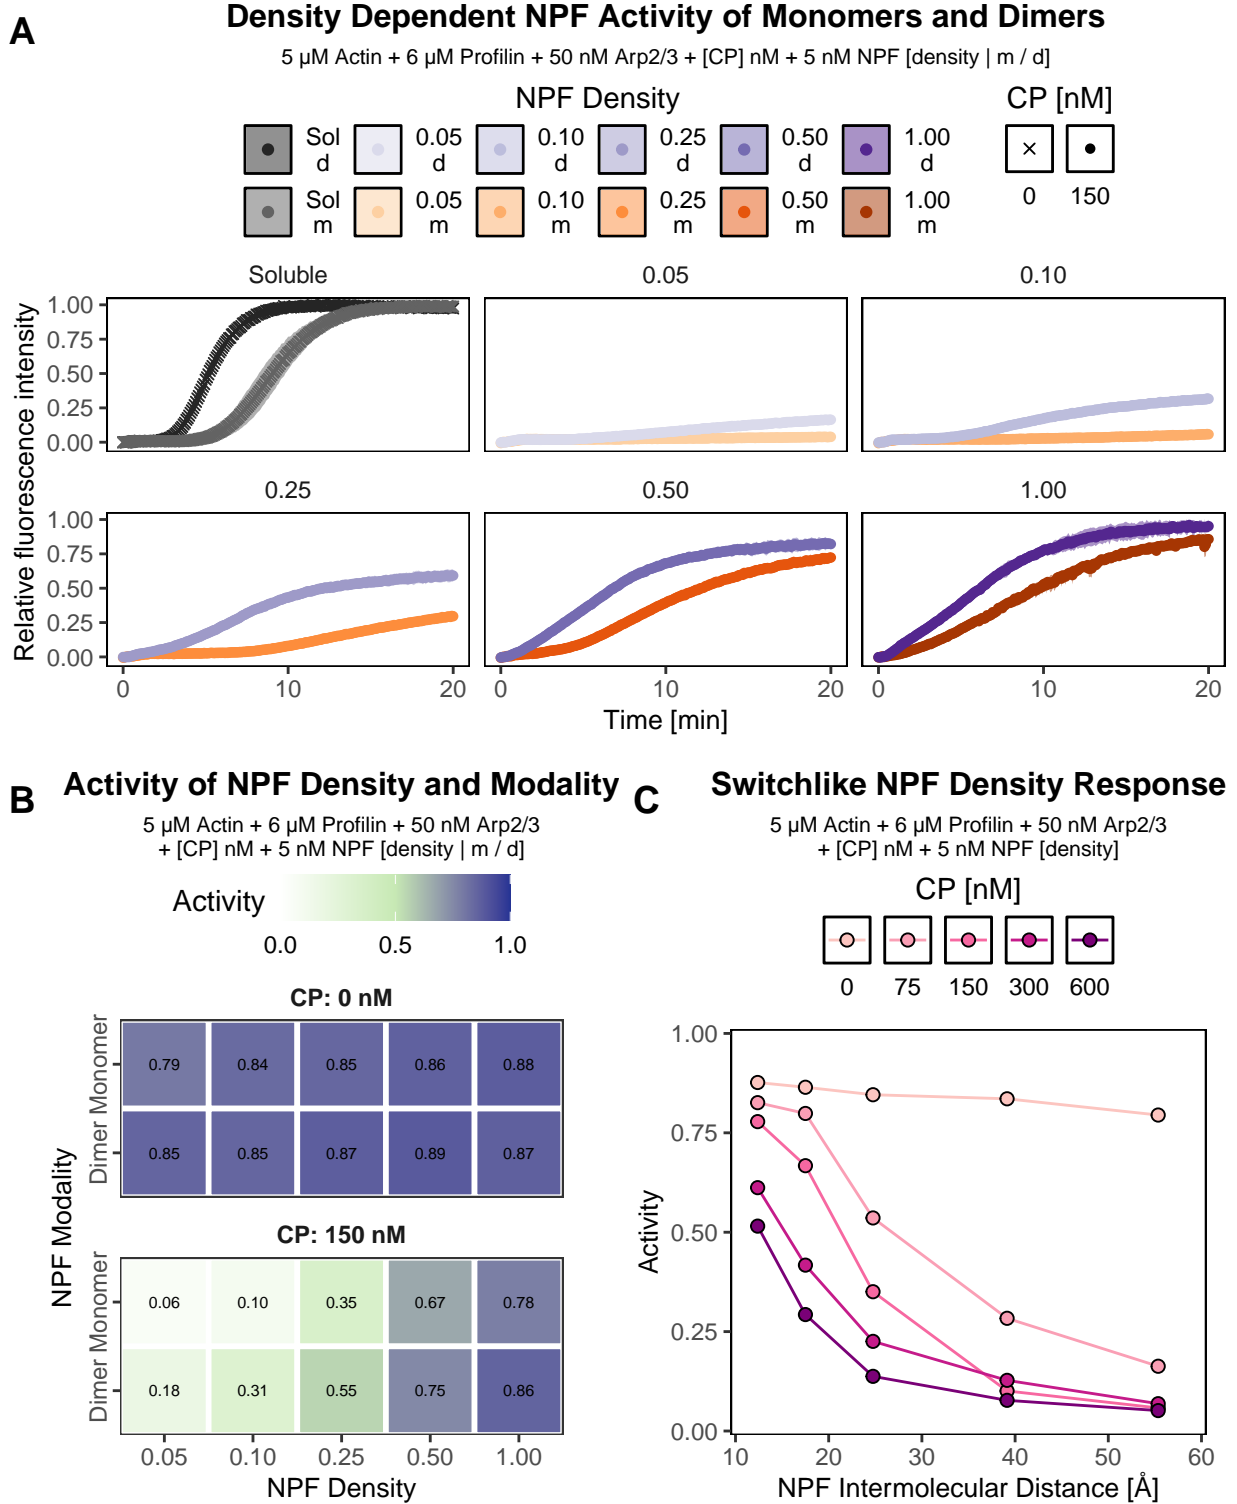 A
Density Dependent NPF Activity of Monomers and Dimers
5 µM Actin + 6 µM Profilin + 50 nM Arp2/3 + [CP] nM + 5 nM NPF [density | m / d]
NPF Density
CP [nM]
Sol d
0.05 d
0.10 d
0.25 d
0.50 d
1.00 d
0
150
Sol m
0.05 m
0.10 m
0.25 m
0.50 m
1.00 m
Soluble
0.05
0.10
Relative fluorescence intensity
1.00
0.75
0.50
0.25
0.00
0.25
0.50
1.00
1.00
0.75
0.50
0.25
0.00
0 10 20
0 10 20
0 10 20
Time [min]
B
Activity of NPF Density and Modality
5 µM Actin + 6 µM Profilin + 50 nM Arp2/3
+ [CP] nM + 5 nM NPF [density | m / d]
Activity
0.0 0.5 1.0
NPF Modality
CP: 0 nM
Monomer
0.79 0.84 0.85 0.86 0.88
Dimer
0.85 0.85 0.87 0.89 0.87
CP: 150 nM
Monomer
0.06 0.10 0.35 0.67 0.78
Dimer
0.18 0.31 0.55 0.75 0.86
0.05 0.10 0.25 0.50 1.00
NPF Density
C
Switchlike NPF Density Response
5 µM Actin + 6 µM Profilin + 50 nM Arp2/3
+ [CP] nM + 5 nM NPF [density]
CP [nM]
0 75 150 300 600
Activity
1.00
0.75
0.50
0.25
0.00
10 20 30 40 50 60
NPF Intermolecular Distance [Å]